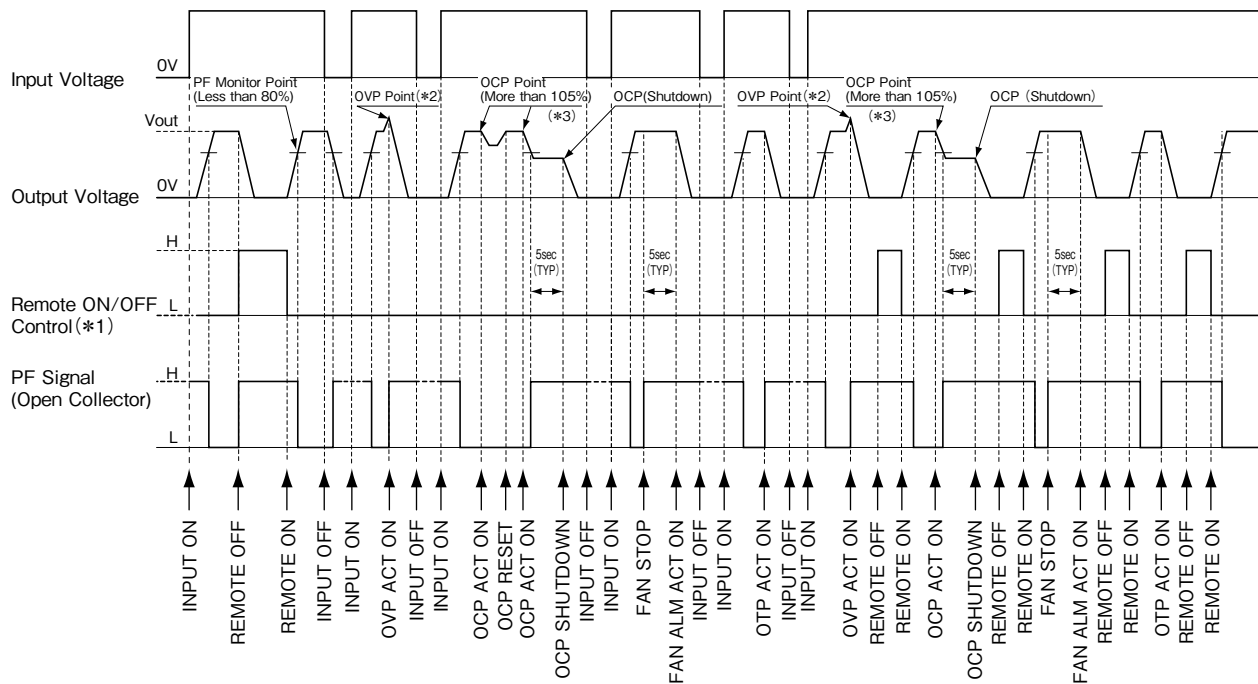 Input Voltage
0V
PF Monitor Point
(Less than 80%)
OVP Point(*2)
OCP Point
(More than 105%)
(*3)
OCP(Shutdown)
OVP Point(*2)
OCP Point
(More than 105%)
(*3)
OCP (Shutdown)
Vout
0V
Output Voltage
H
5sec
(TYP)
5sec
(TYP)
5sec
(TYP)
5sec
(TYP)
L
Remote ON/OFF
Control(*1)
H
PF Signal
(Open Collector)
L
INPUT ON
REMOTE OFF
REMOTE ON
INPUT OFF
INPUT ON
OVP ACT ON
INPUT OFF
INPUT ON
OCP ACT ON
OCP RESET
OCP ACT ON
OCP SHUTDOWN
INPUT OFF
INPUT ON
FAN STOP
FAN ALM ACT ON
INPUT OFF
INPUT ON
OTP ACT ON
INPUT OFF
INPUT ON
OVP ACT ON
REMOTE OFF
REMOTE ON
OCP ACT ON
OCP SHUTDOWN
REMOTE OFF
REMOTE ON
FAN STOP
FAN ALM ACT ON
REMOTE OFF
REMOTE ON
OTP ACT ON
REMOTE OFF
REMOTE ON